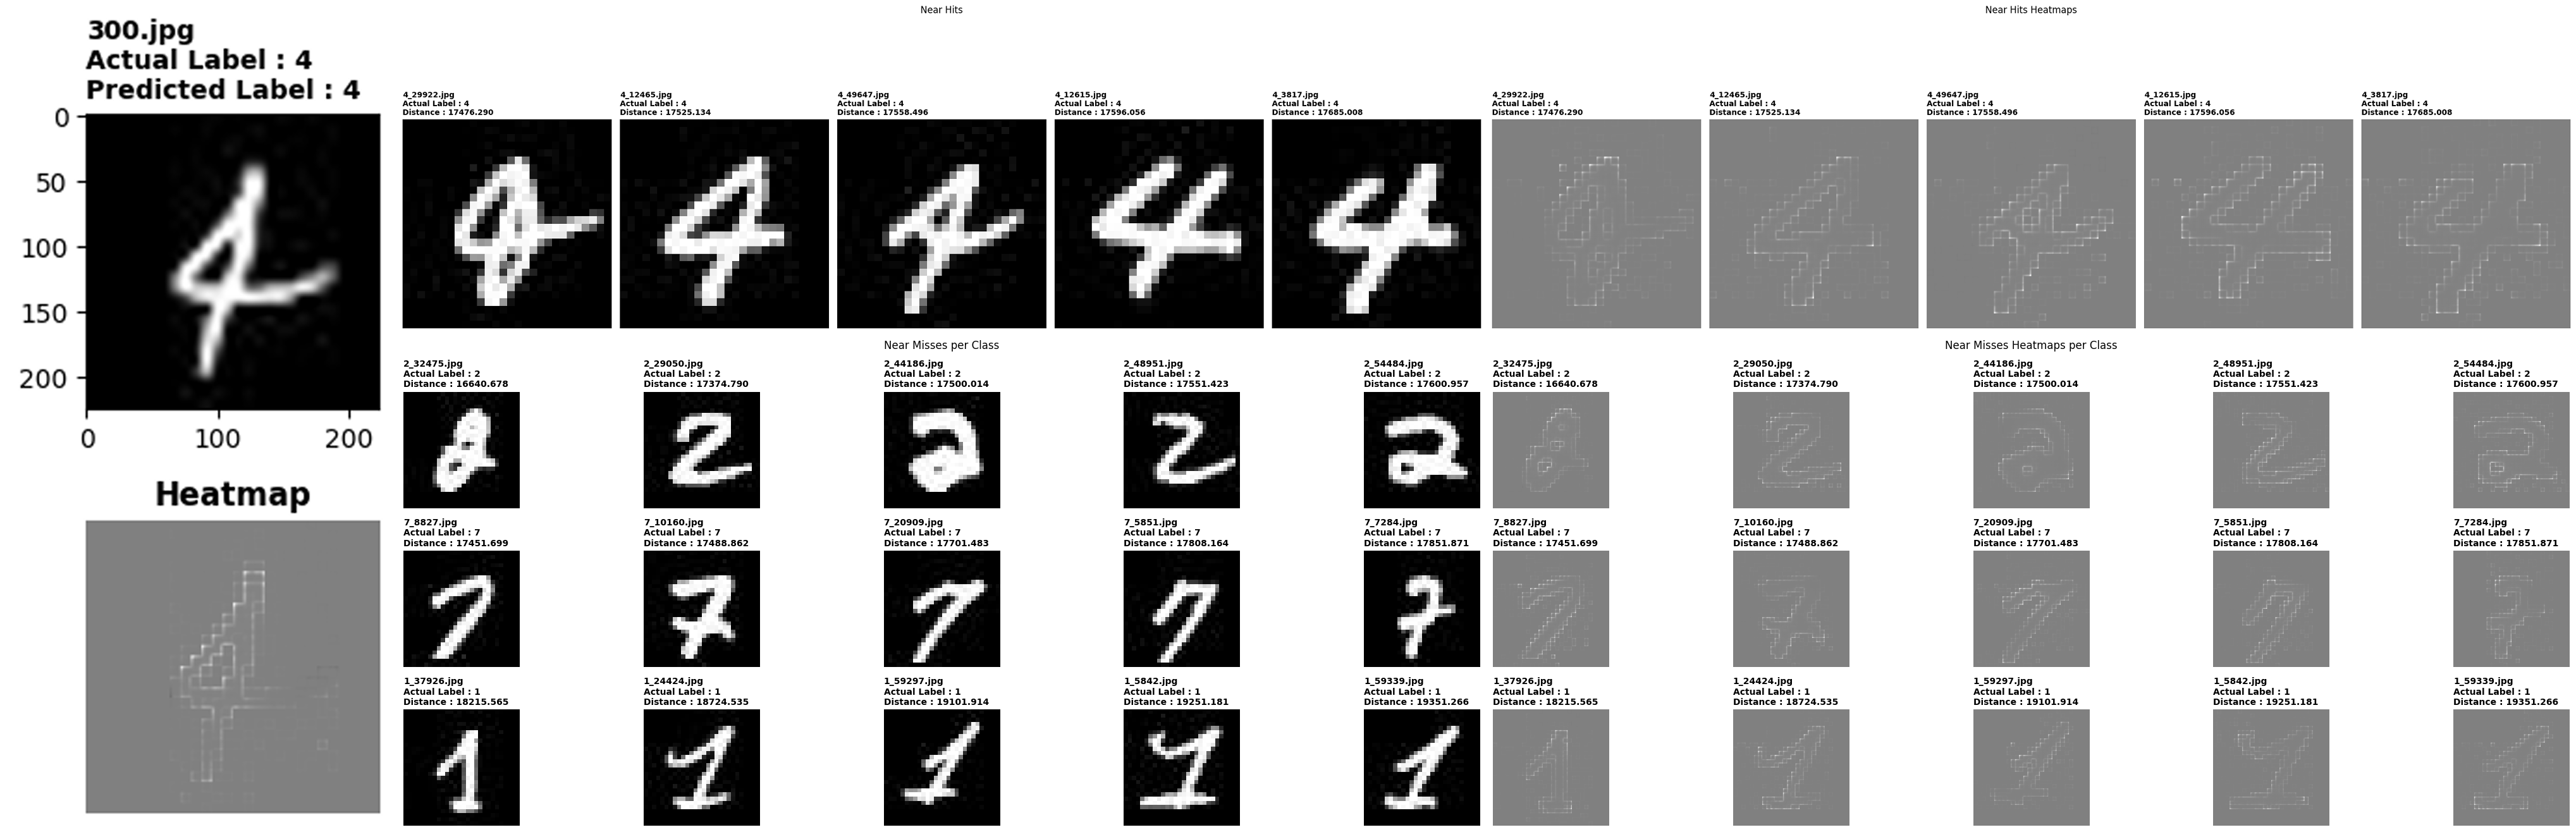 Near Hits
Near Hits Heatmaps
300.jpg
Actual Label : 4
Predicted Label : 4
0
50
100
150
200
0 100 200
Heatmap
4_29922.jpg
Actual Label : 4
Distance : 17476.290
4_12465.jpg
Actual Label : 4
Distance : 17525.134
4_49647.jpg
Actual Label : 4
Distance : 17558.496
4_12615.jpg
Actual Label : 4
Distance : 17596.056
4_3817.jpg
Actual Label : 4
Distance : 17685.008
4_29922.jpg
Actual Label : 4
Distance : 17476.290
4_12465.jpg
Actual Label : 4
Distance : 17525.134
4_49647.jpg
Actual Label : 4
Distance : 17558.496
4_12615.jpg
Actual Label : 4
Distance : 17596.056
4_3817.jpg
Actual Label : 4
Distance : 17685.008
Near Misses per Class
Near Misses Heatmaps per Class
2_32475.jpg
Actual Label : 2
Distance : 16640.678
2_29050.jpg
Actual Label : 2
Distance : 17374.790
2_44186.jpg
Actual Label : 2
Distance : 17500.014
2_48951.jpg
Actual Label : 2
Distance : 17551.423
2_54484.jpg
Actual Label : 2
Distance : 17600.957
2_32475.jpg
Actual Label : 2
Distance : 16640.678
2_29050.jpg
Actual Label : 2
Distance : 17374.790
2_44186.jpg
Actual Label : 2
Distance : 17500.014
2_48951.jpg
Actual Label : 2
Distance : 17551.423
2_54484.jpg
Actual Label : 2
Distance : 17600.957
7_8827.jpg
Actual Label : 7
Distance : 17451.699
7_10160.jpg
Actual Label : 7
Distance : 17488.862
7_20909.jpg
Actual Label : 7
Distance : 17701.483
7_5851.jpg
Actual Label : 7
Distance : 17808.164
7_7284.jpg
Actual Label : 7
Distance : 17851.871
7_8827.jpg
Actual Label : 7
Distance : 17451.699
7_10160.jpg
Actual Label : 7
Distance : 17488.862
7_20909.jpg
Actual Label : 7
Distance : 17701.483
7_5851.jpg
Actual Label : 7
Distance : 17808.164
7_7284.jpg
Actual Label : 7
Distance : 17851.871
1_37926.jpg
Actual Label : 1
Distance : 18215.565
1_24424.jpg
Actual Label : 1
Distance : 18724.535
1_59297.jpg
Actual Label : 1
Distance : 19101.914
1_5842.jpg
Actual Label : 1
Distance : 19251.181
1_59339.jpg
Actual Label : 1
Distance : 19351.266
1_37926.jpg
Actual Label : 1
Distance : 18215.565
1_24424.jpg
Actual Label : 1
Distance : 18724.535
1_59297.jpg
Actual Label : 1
Distance : 19101.914
1_5842.jpg
Actual Label : 1
Distance : 19251.181
1_59339.jpg
Actual Label : 1
Distance : 19351.266